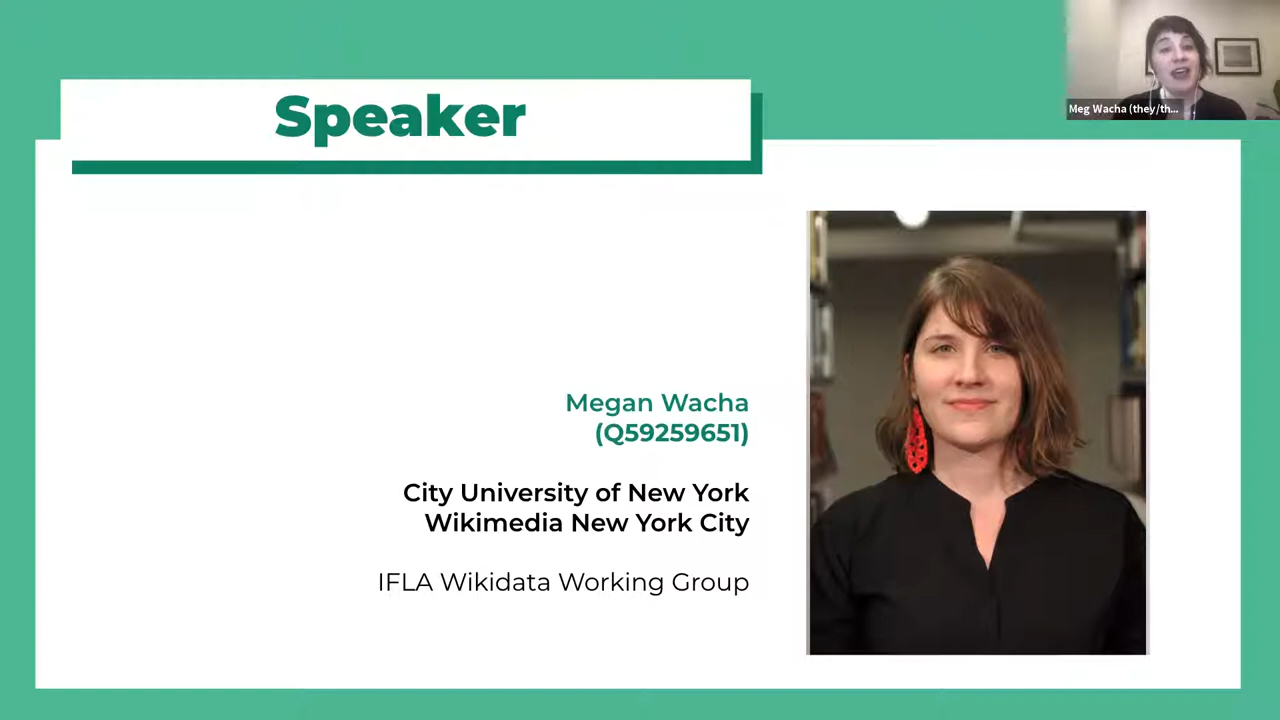 Speaker
Meg Wacha (they/th...
Megan Wacha
(Q59259651)
City University of New York
Wikimedia New York City
IFLA Wikidata Working Group